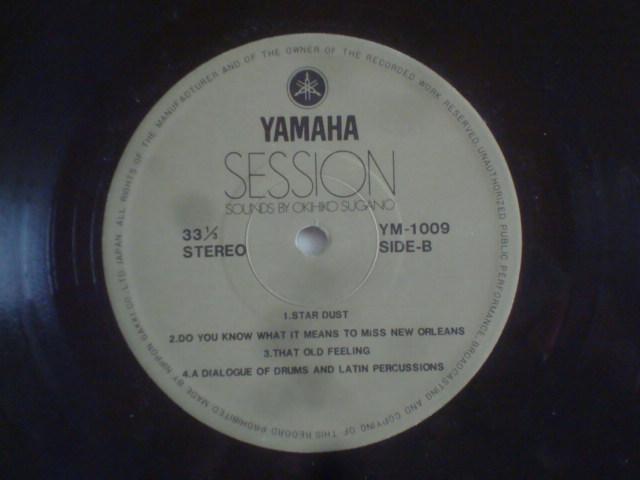 ALL RIGHTS OF THE MANUFACTURER AND OF THE OWNER OF THE RECORDED WORK RESERVED. UNAUTHORIZED PUBLIC PERFORMANCE, BROADCASTING AND COPYING OF THIS RECORD PROHIBITED MADE BY NIPPON GAKKI CO., LTD JAPAN
YAMAHA
SESSION
SOUNDS BY OKIHIKO SUGANO
33⅓ YM-1009
STEREO SIDE-B
1.STAR DUST
2.DO YOU KNOW WHAT IT MEANS TO MiSS NEW ORLEANS
3.THAT OLD FEELING
4.A DIALOGUE OF DRUMS AND LATIN PERCUSSIONS